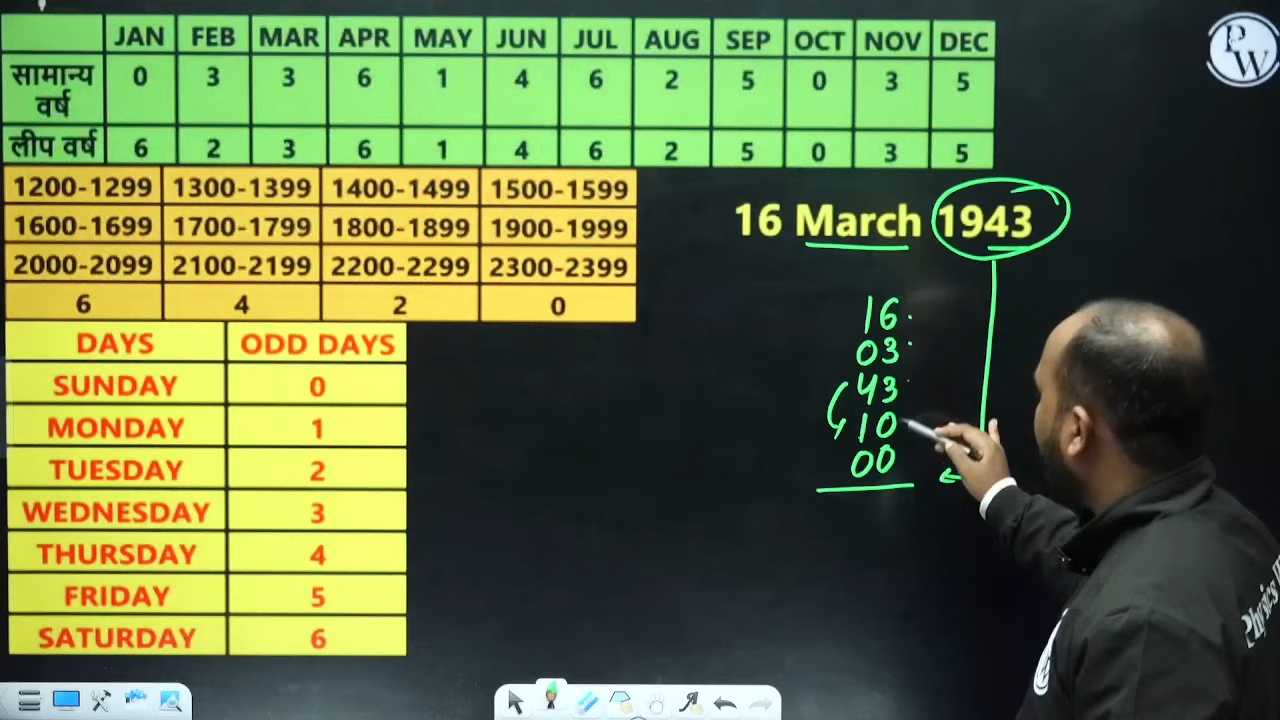 JAN FEB MAR APR MAY JUN JUL AUG SEP OCT NOV DEC
सामान्य वर्ष 0 3 3 6 1 4 6 2 5 0 3 5
लीप वर्ष 6 2 3 6 1 4 6 2 5 0 3 5
1200-1299 1300-1399 1400-1499 1500-1599
1600-1699 1700-1799 1800-1899 1900-1999
2000-2099 2100-2199 2200-2299 2300-2399
6 4 2 0
DAYS ODD DAYS
SUNDAY 0
MONDAY 1
TUESDAY 2
WEDNESDAY 3
THURSDAY 4
FRIDAY 5
SATURDAY 6
16 March 1943
16
03
43
10
00
PW